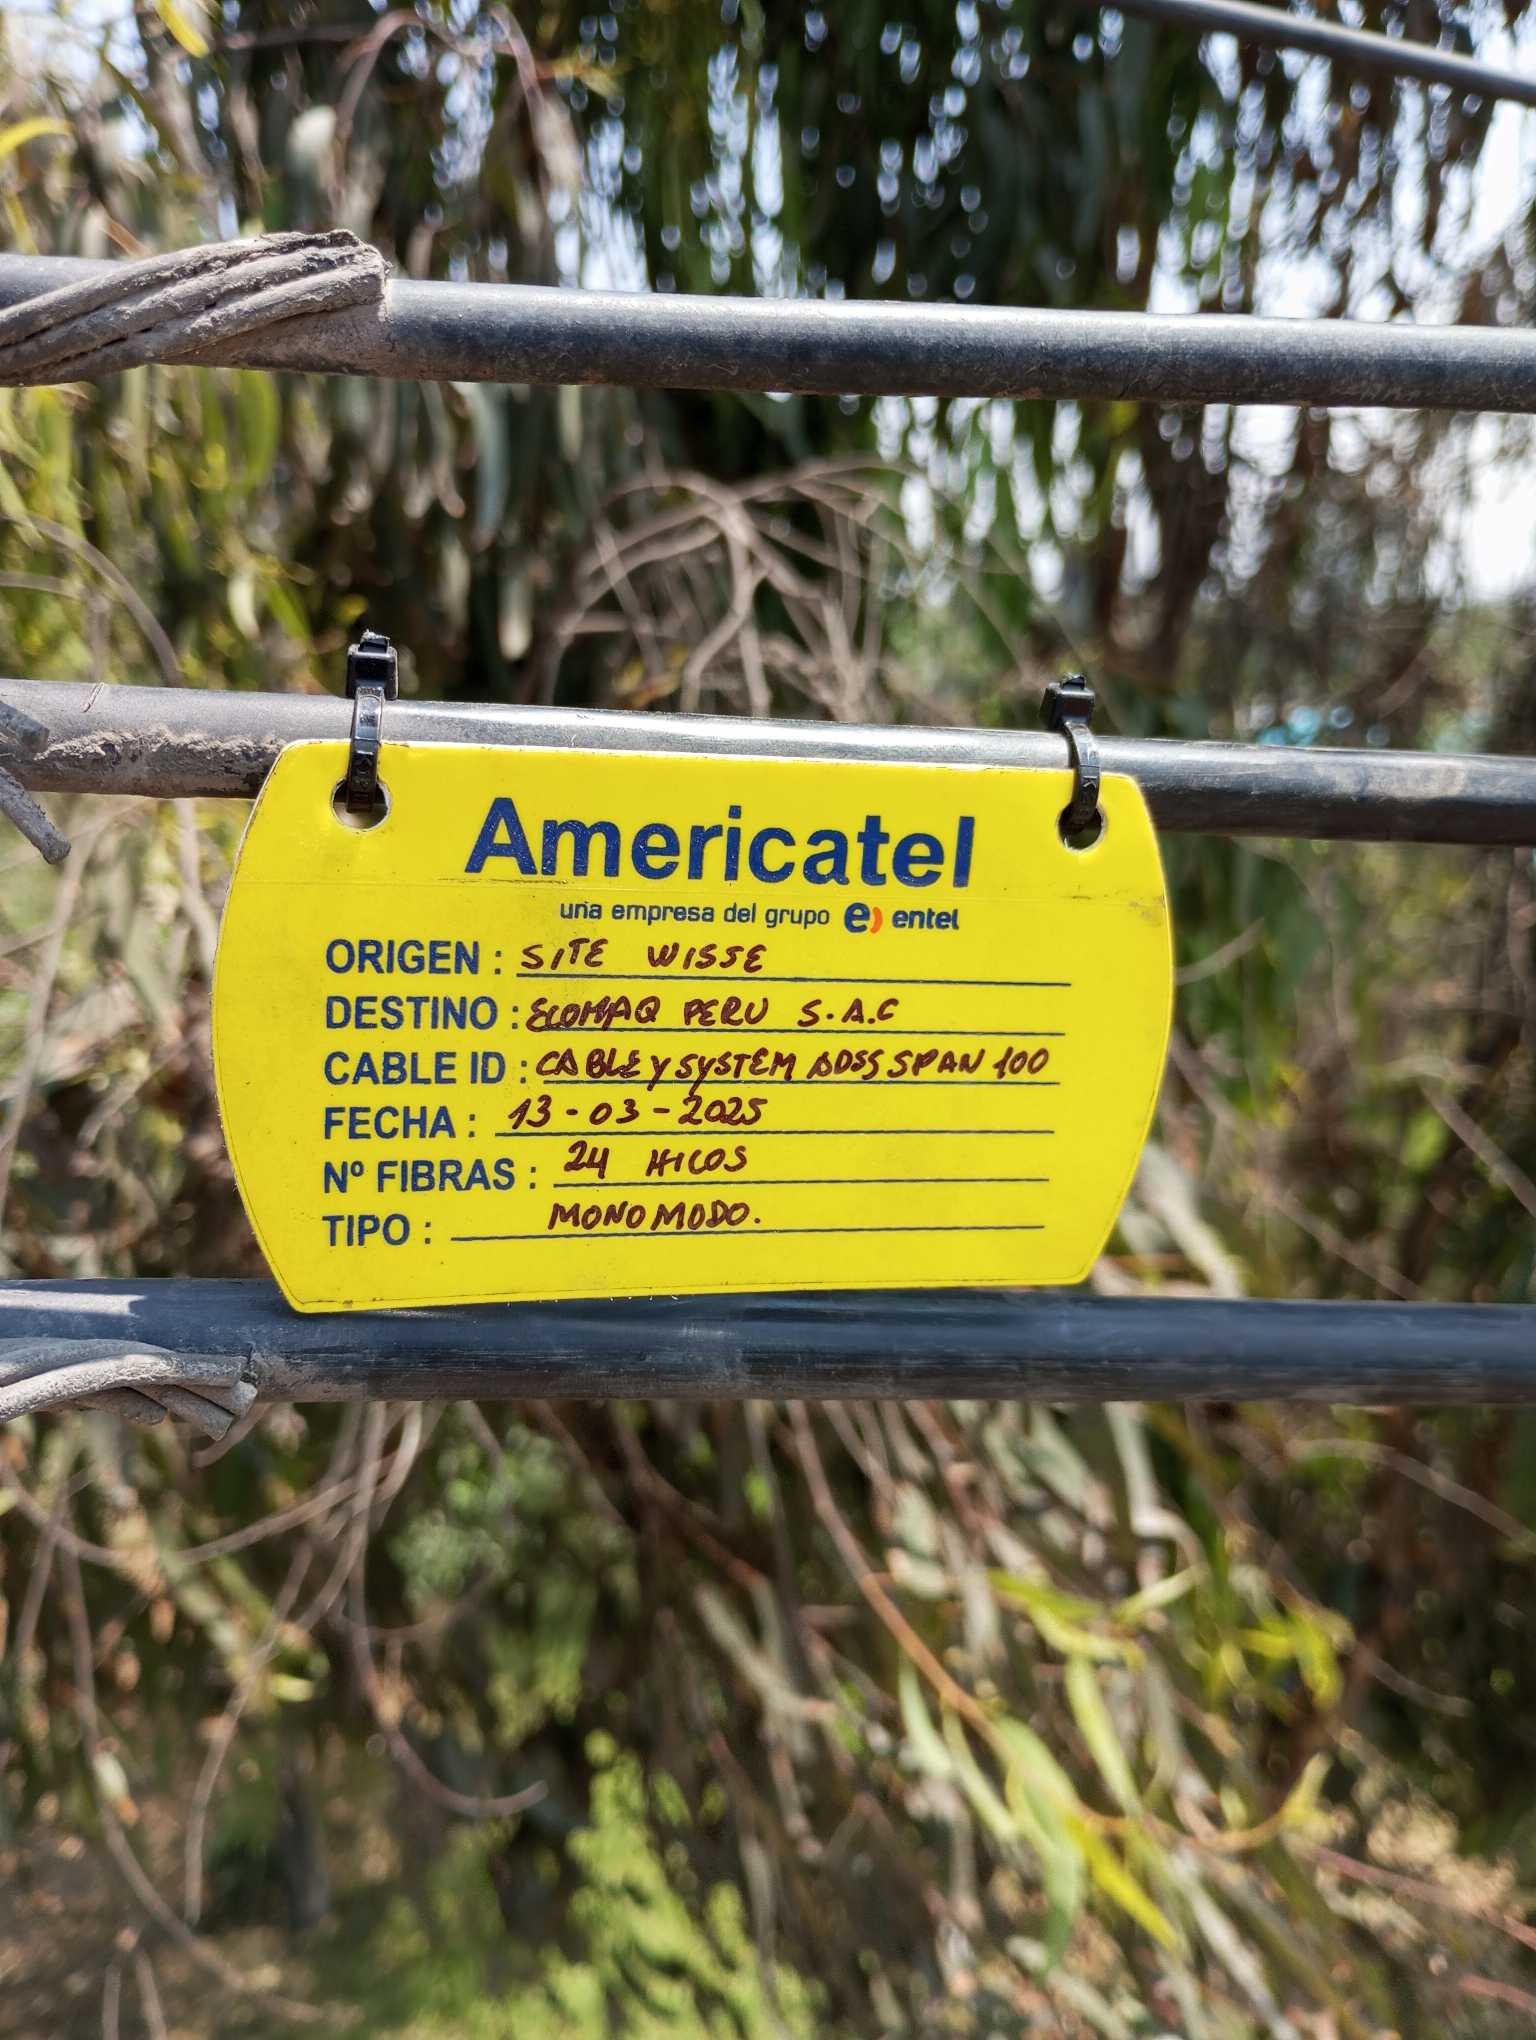 Americatel
una empresa del grupo e) entel
ORIGEN : SITE WISSE
DESTINO : ECOMAQ PERU S.A.C
CABLE ID : CABLE Y SYSTEM ADSS SPAN 100
FECHA : 13-03-2025
Nº FIBRAS : 24 HILOS
TIPO : MONOMODO.